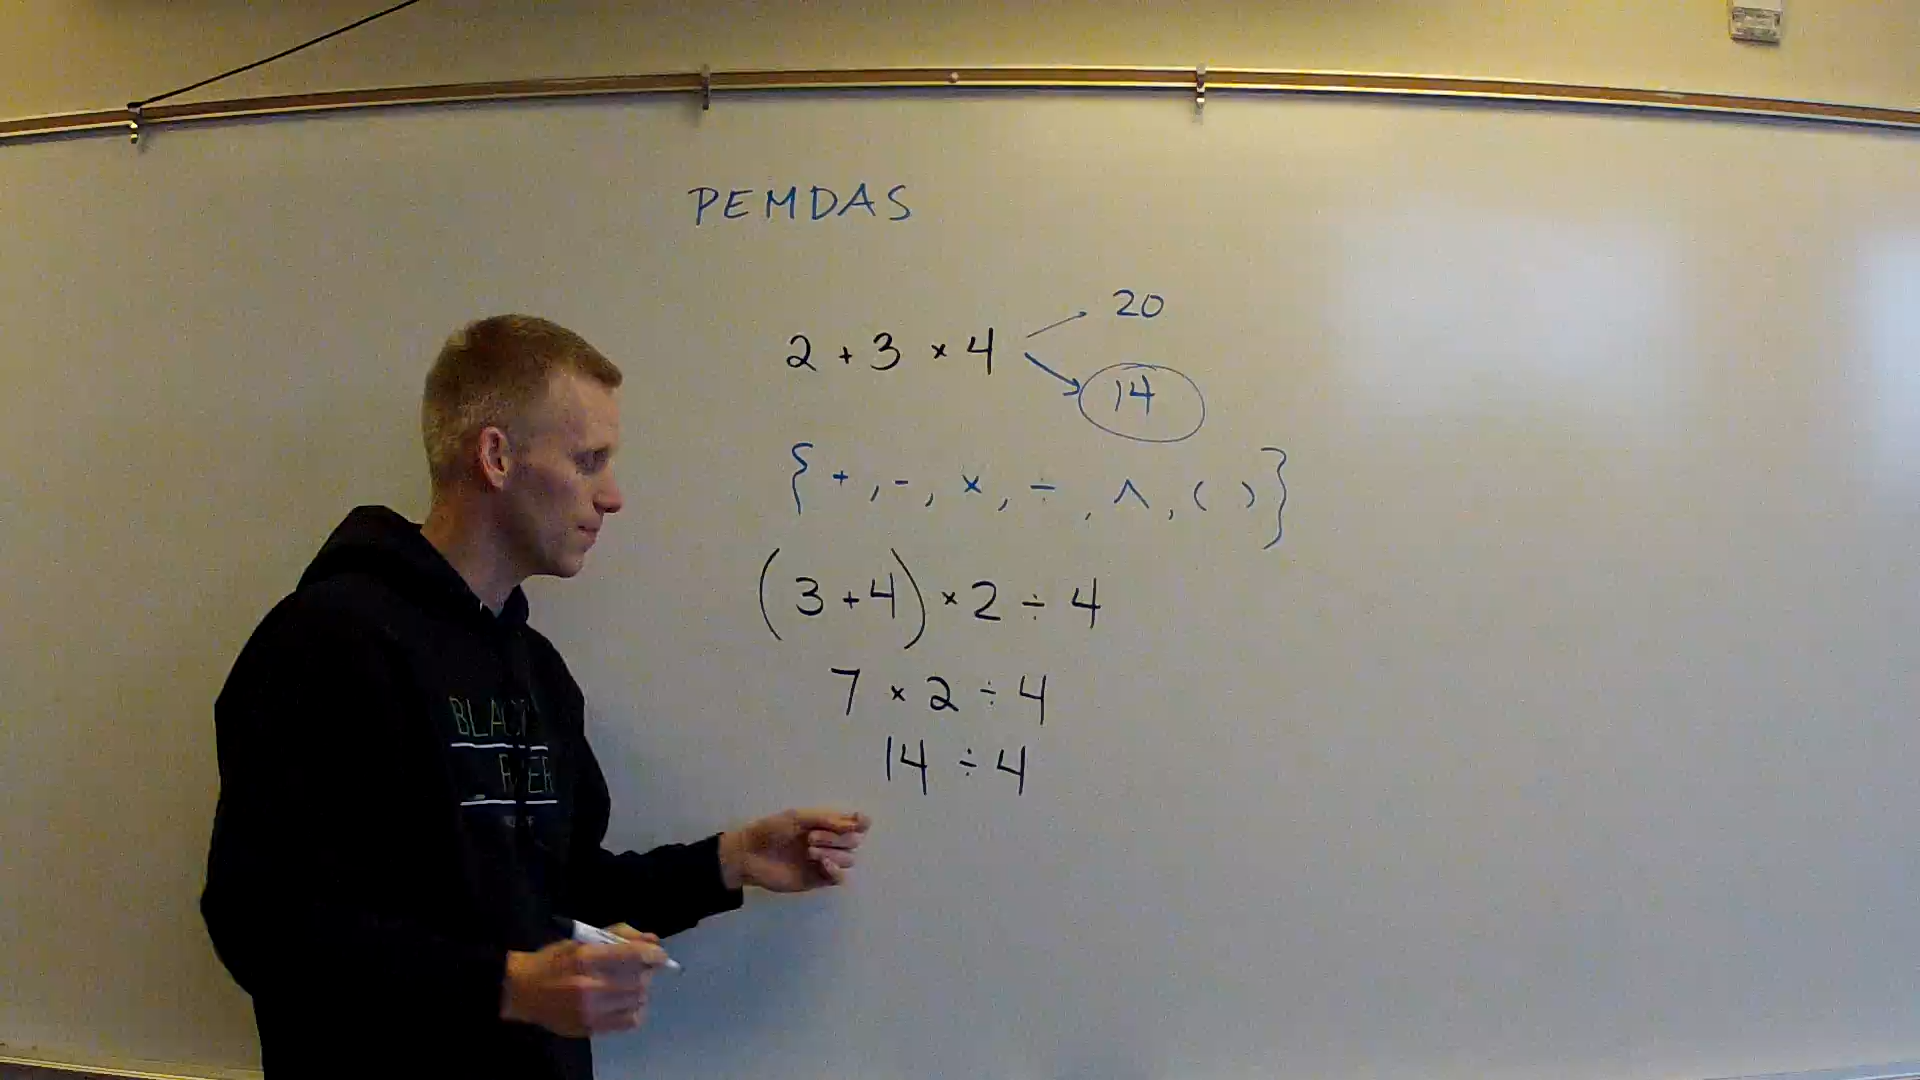 PEMDAS
20
2 + 3 × 4
14
{ + , - , × , ÷ , ∧ , ( ) }
(3 + 4) × 2 ÷ 4
7 × 2 ÷ 4
14 ÷ 4